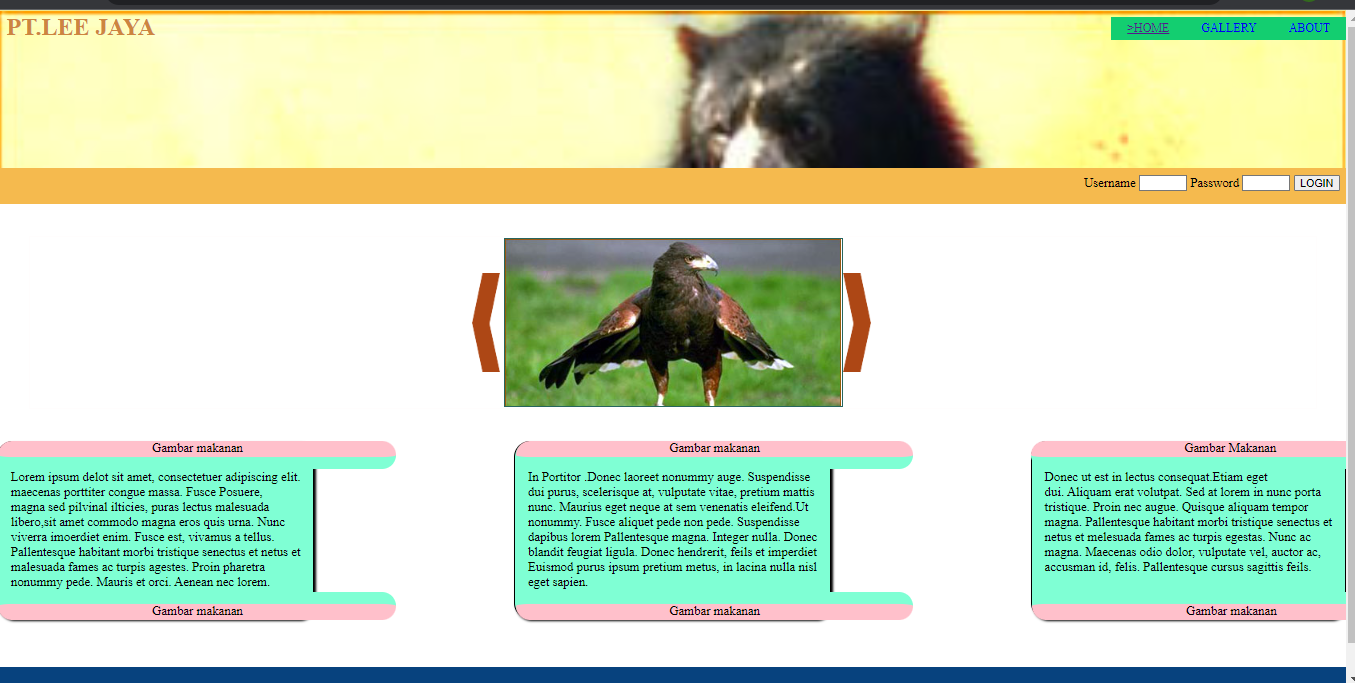 PT.LEE JAYA
>HOME GALLERY ABOUT
Username Password LOGIN
Gambar makanan
Lorem ipsum delot sit amet, consectetuer adipiscing elit.
maecenas porttiter congue massa. Fusce Posuere,
magna sed pilvinal ilticies, puras lectus malesuada
libero,sit amet commodo magna eros quis urna. Nunc
viverra imoerdiet enim. Fusce est, vivamus a tellus.
Pallentesque habitant morbi tristique senectus et netus et
malesuada fames ac turpis agestes. Proin pharetra
nonummy pede. Mauris et orci. Aenean nec lorem.
Gambar makanan
Gambar makanan
In Portitor .Donec laoreet nonummy auge. Suspendisse
dui purus, scelerisque at, vulputate vitae, pretium mattis
nunc. Maurius eget neque at sem venenatis eleifend.Ut
nonummy. Fusce aliquet pede non pede. Suspendisse
dapibus lorem Pallentesque magna. Integer nulla. Donec
blandit feugiat ligula. Donec hendrerit, feils et imperdiet
Euismod purus ipsum pretium metus, in lacina nulla nisl
eget sapien.
Gambar makanan
Gambar Makanan
Donec ut est in lectus consequat.Etiam eget
dui. Aliquam erat volutpat. Sed at lorem in nunc porta
tristique. Proin nec augue. Quisque aliquam tempor
magna. Pallentesque habitant morbi tristique senectus et
netus et melesuada fames ac turpis egestas. Nunc ac
magna. Maecenas odio dolor, vulputate vel, auctor ac,
accusman id, felis. Pallentesque cursus sagittis feils.
Gambar makanan